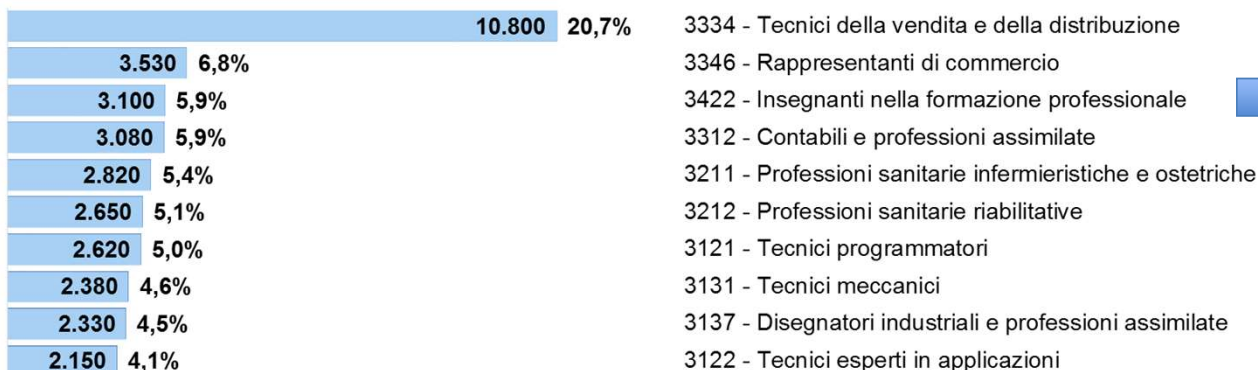 10.800 20,7% 3334 - Tecnici della vendita e della distribuzione
3.530 6,8% 3346 - Rappresentanti di commercio
3.100 5,9% 3422 - Insegnanti nella formazione professionale
3.080 5,9% 3312 - Contabili e professioni assimilate
2.820 5,4% 3211 - Professioni sanitarie infermieristiche e ostetriche
2.650 5,1% 3212 - Professioni sanitarie riabilitative
2.620 5,0% 3121 - Tecnici programmatori
2.380 4,6% 3131 - Tecnici meccanici
2.330 4,5% 3137 - Disegnatori industriali e professioni assimilate
2.150 4,1% 3122 - Tecnici esperti in applicazioni